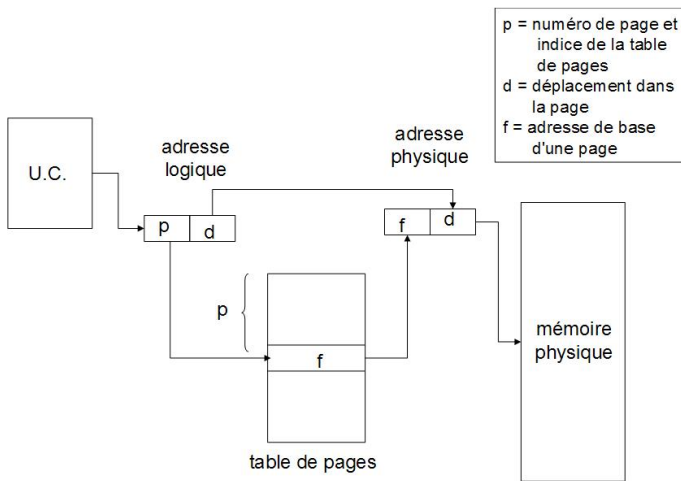 p = numéro de page et
indice de la table
de pages
d = déplacement dans
la page
f = adresse de base
d'une page
U.C.
adresse
logique
adresse
physique
p
d
f
d
p
f
mémoire
physique
table de pages